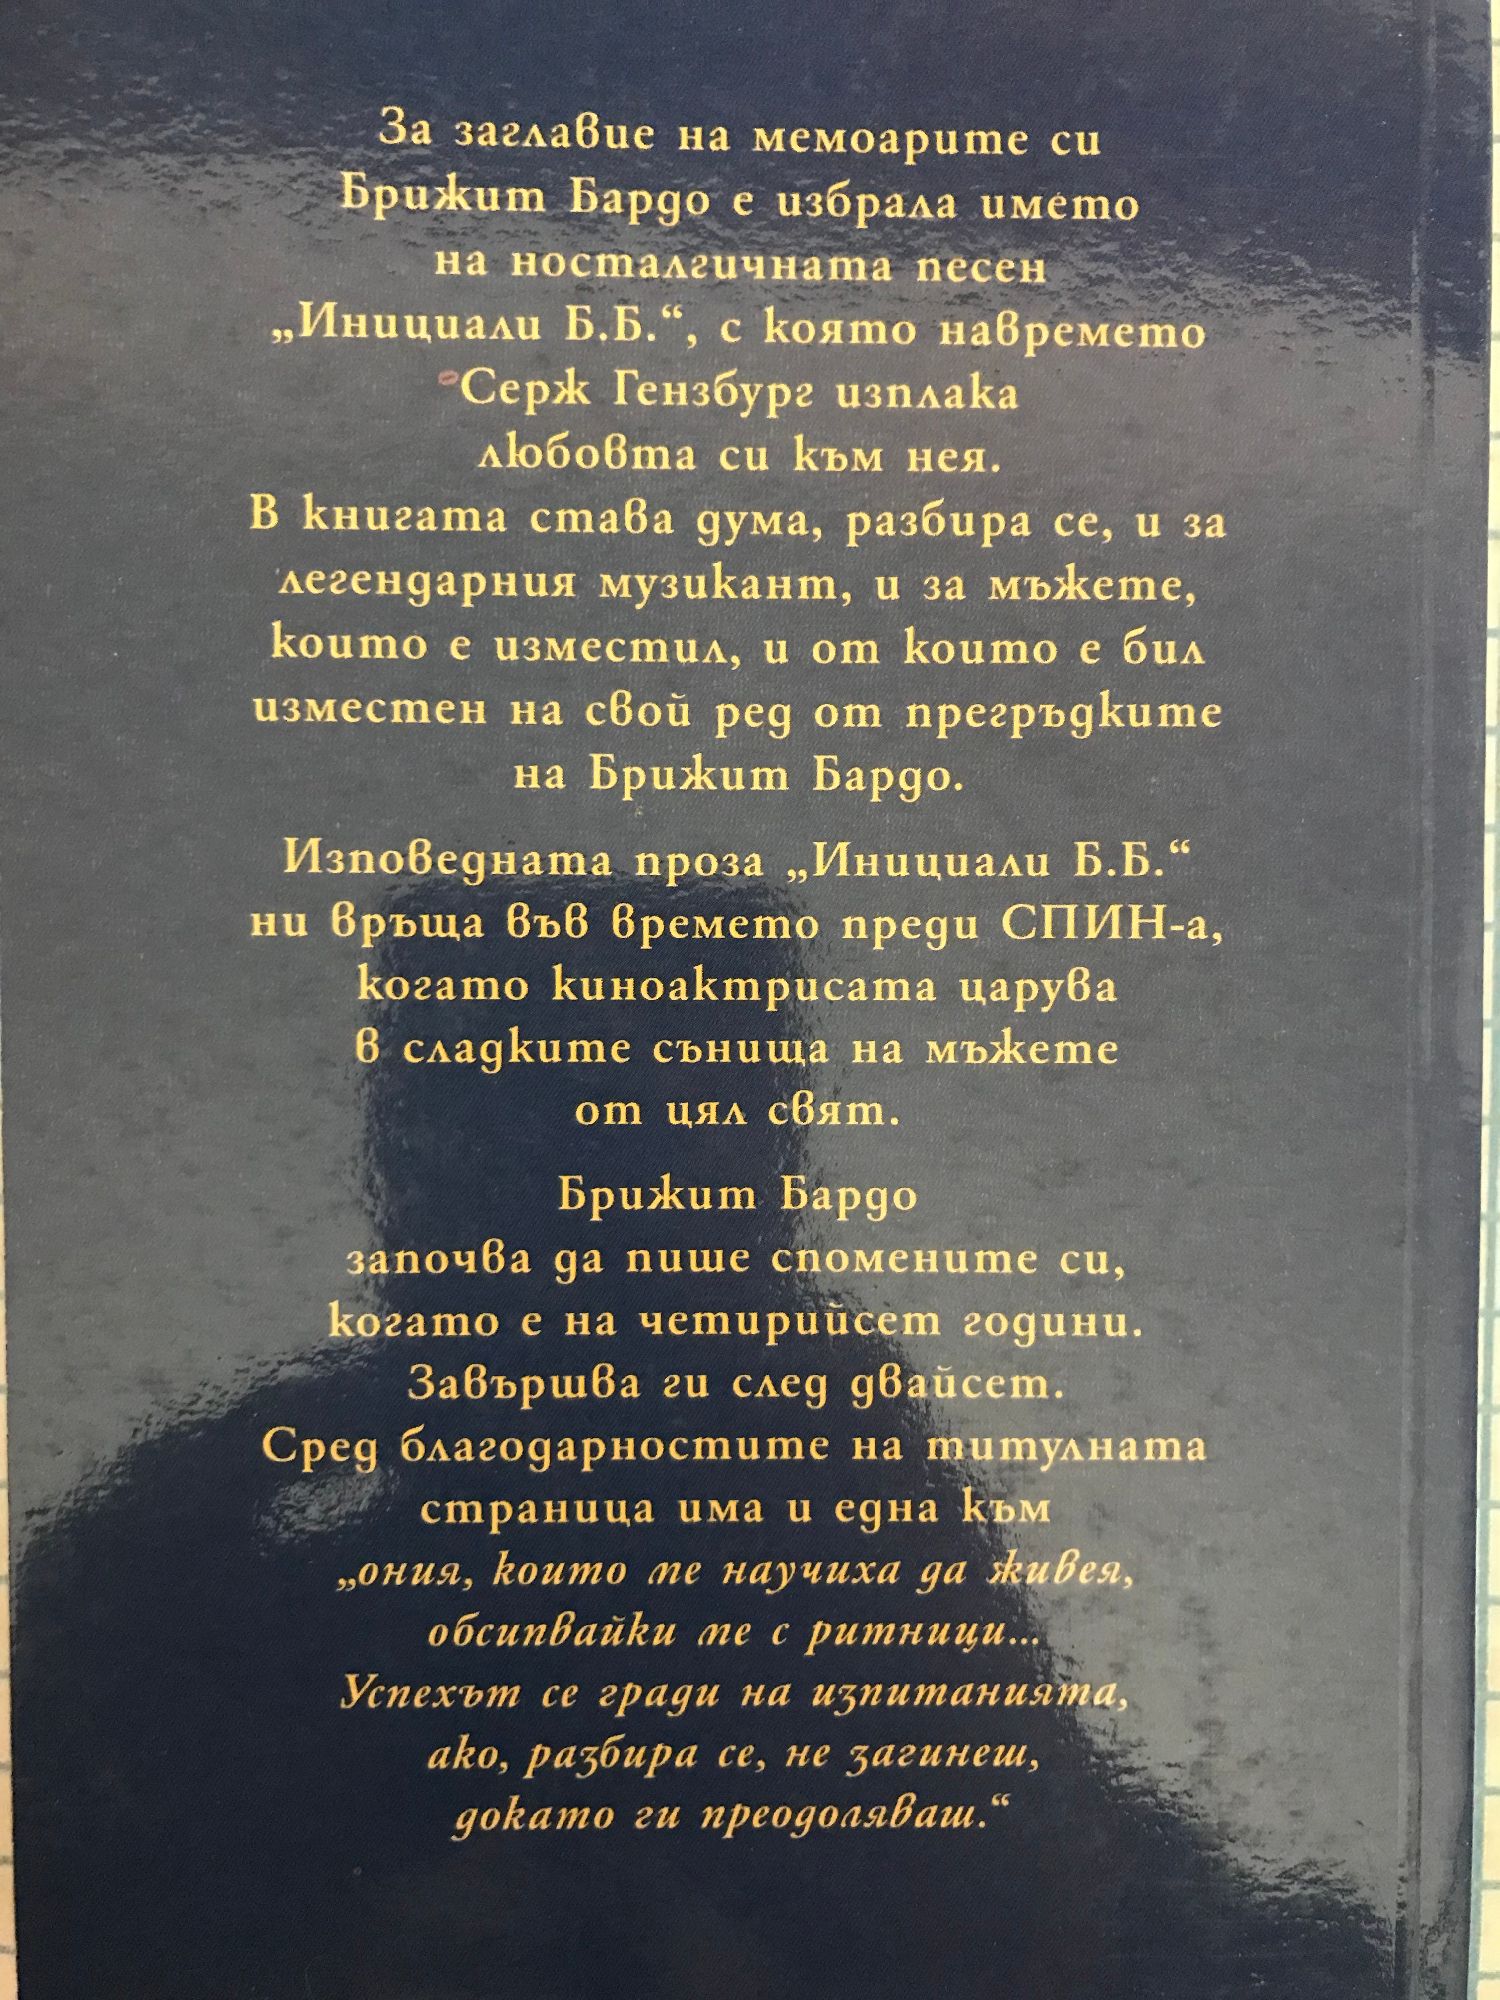 За заглавие на мемоарите си
Брижит Бардо е избрала името
на носталгичната песен
„Инициали Б.Б.“, с която навремето
Серж Гензбург изплака
любовта си към нея.
В книгата става дума, разбира се, и за
легендарния музикант, и за мъжете,
които е изместил, и от които е бил
изместен на свой ред от прегръдките
на Брижит Бардо.
Изповедната проза „Инициали Б.Б.“
ни връща във времето преди СПИН-а,
когато киноактрисата царува
в сладките сънища на мъжете
от цял свят.
Брижит Бардо
започва да пише спомените си,
когато е на четирийсет години.
Завършва ги след двайсет.
Сред благодарностите на титулната
страница има и една към
„ония, които ме научиха да живея,
обсипвайки ме с ритници...
Успехът се гради на изпитанията,
ако, разбира се, не загинеш,
докато ги преодоляваш.“